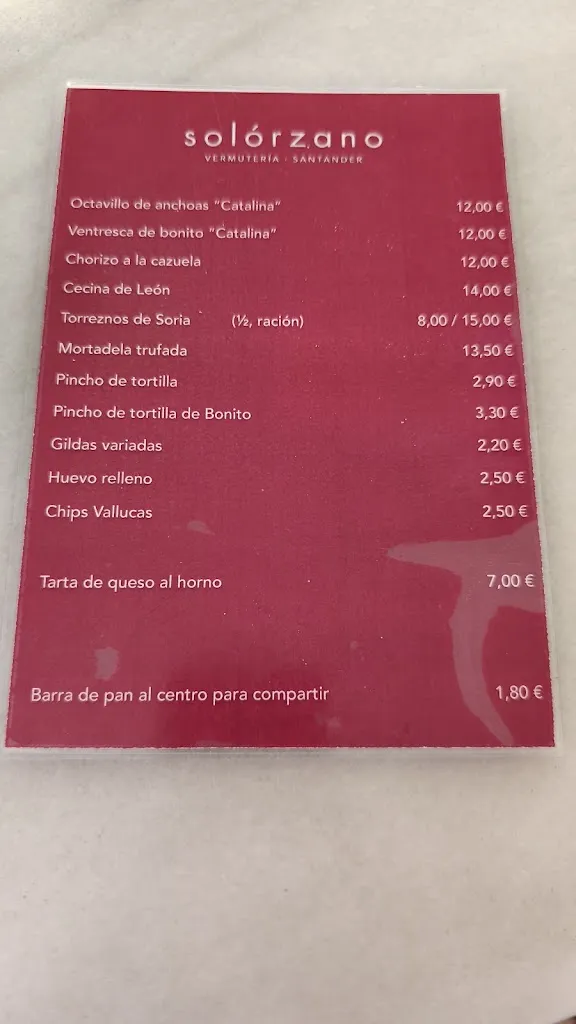 solórzano
VERMUTERÍA · SANTANDER
Octavillo de anchoas "Catalina" 12,00 €
Ventresca de bonito "Catalina" 12,00 €
Chorizo a la cazuela 12,00 €
Cecina de León 14,00 €
Torreznos de Soria (½, ración) 8,00 / 15,00 €
Mortadela trufada 13,50 €
Pincho de tortilla 2,90 €
Pincho de tortilla de Bonito 3,30 €
Gildas variadas 2,20 €
Huevo relleno 2,50 €
Chips Vallucas 2,50 €
Tarta de queso al horno 7,00 €
Barra de pan al centro para compartir 1,80 €